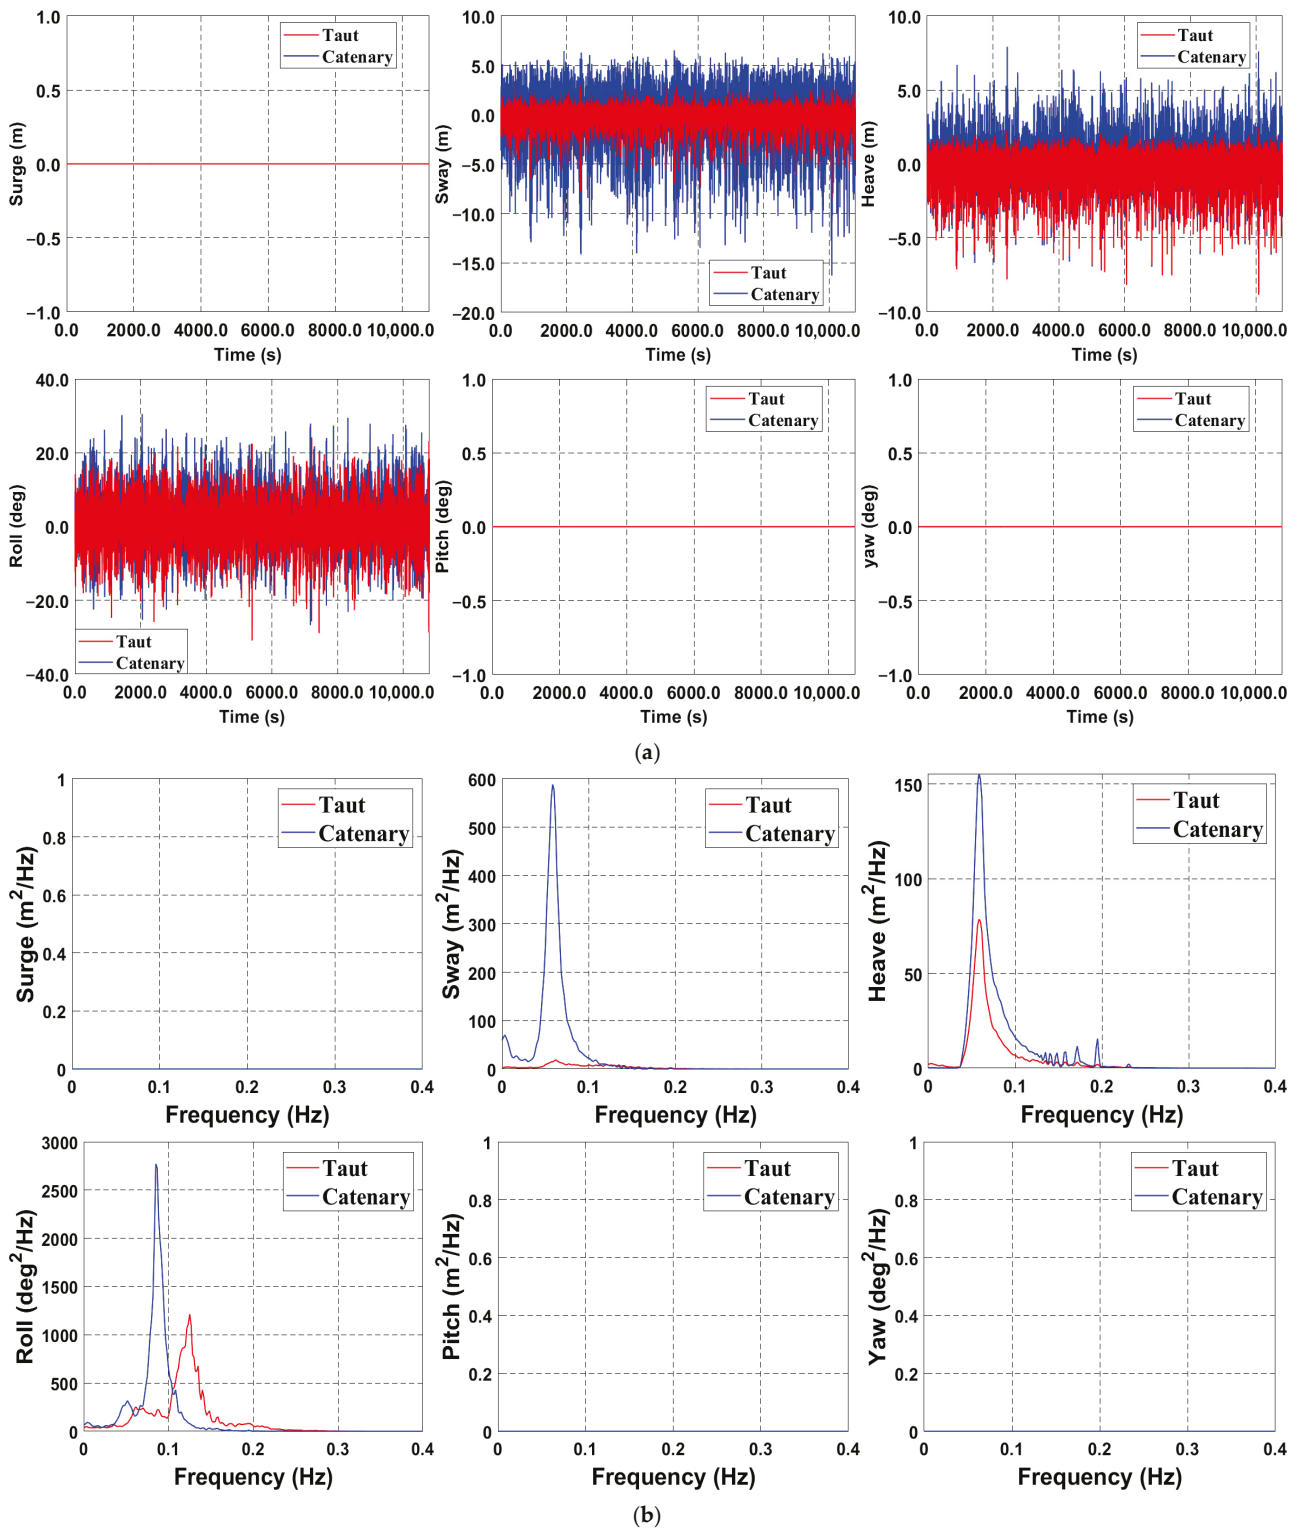 1.0
0.5
0.0
−0.5
−1.0
Surge (m)
Taut
Catenary
0.0 2000.0 4000.0 6000.0 8000.0 10,000.0
Time (s)
10.0
5.0
0.0
−5.0
−10.0
−15.0
−20.0
Sway (m)
Taut
Catenary
0.0 2000.0 4000.0 6000.0 8000.0 10,000.0
Time (s)
10.0
5.0
0.0
−5.0
−10.0
Heave (m)
Taut
Catenary
0.0 2000.0 4000.0 6000.0 8000.0 10,000.0
Time (s)
40.0
20.0
0.0
−20.0
−40.0
Roll (deg)
Taut
Catenary
0.0 2000.0 4000.0 6000.0 8000.0 10,000.0
Time (s)
1.0
0.5
0.0
−0.5
−1.0
Pitch (deg)
Taut
Catenary
0.0 2000.0 4000.0 6000.0 8000.0 10,000.0
Time (s)
1.0
0.5
0.0
−0.5
−1.0
yaw (deg)
Taut
Catenary
0.0 2000.0 4000.0 6000.0 8000.0 10,000.0
Time (s)
(a)
1
0.8
0.6
0.4
0.2
0
Surge (m²/Hz)
Taut
Catenary
0 0.1 0.2 0.3 0.4
Frequency (Hz)
600
500
400
300
200
100
0
Sway (m²/Hz)
Taut
Catenary
0 0.1 0.2 0.3 0.4
Frequency (Hz)
150
100
50
0
Heave (m²/Hz)
Taut
Catenary
0 0.1 0.2 0.3 0.4
Frequency (Hz)
3000
2500
2000
1500
1000
500
0
Roll (deg²/Hz)
Taut
Catenary
0 0.1 0.2 0.3 0.4
Frequency (Hz)
1
0.8
0.6
0.4
0.2
0
Pitch (m²/Hz)
Taut
Catenary
0 0.1 0.2 0.3 0.4
Frequency (Hz)
1
0.8
0.6
0.4
0.2
0
Yaw (deg²/Hz)
Taut
Catenary
0 0.1 0.2 0.3 0.4
Frequency (Hz)
(b)